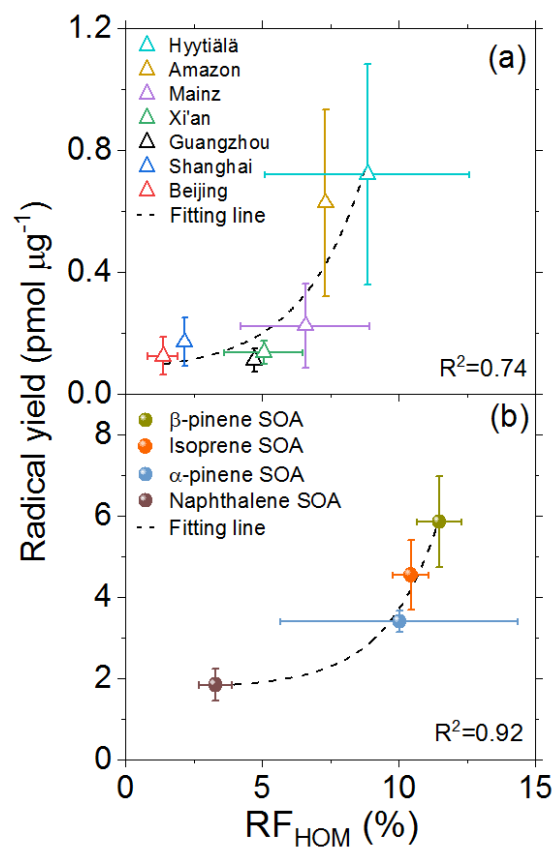 1.2
(a)
Hyytiälä
Amazon
Mainz
Xi'an
Guangzhou
Shanghai
Beijing
Fitting line
0.8
0.4
R²=0.74
0.0
Radical yield (pmol μg⁻¹)
(b)
β-pinene SOA
Isoprene SOA
α-pinene SOA
Naphthalene SOA
Fitting line
8
6
4
2
0
R²=0.92
0 5 10 15
RF_HOM (%)